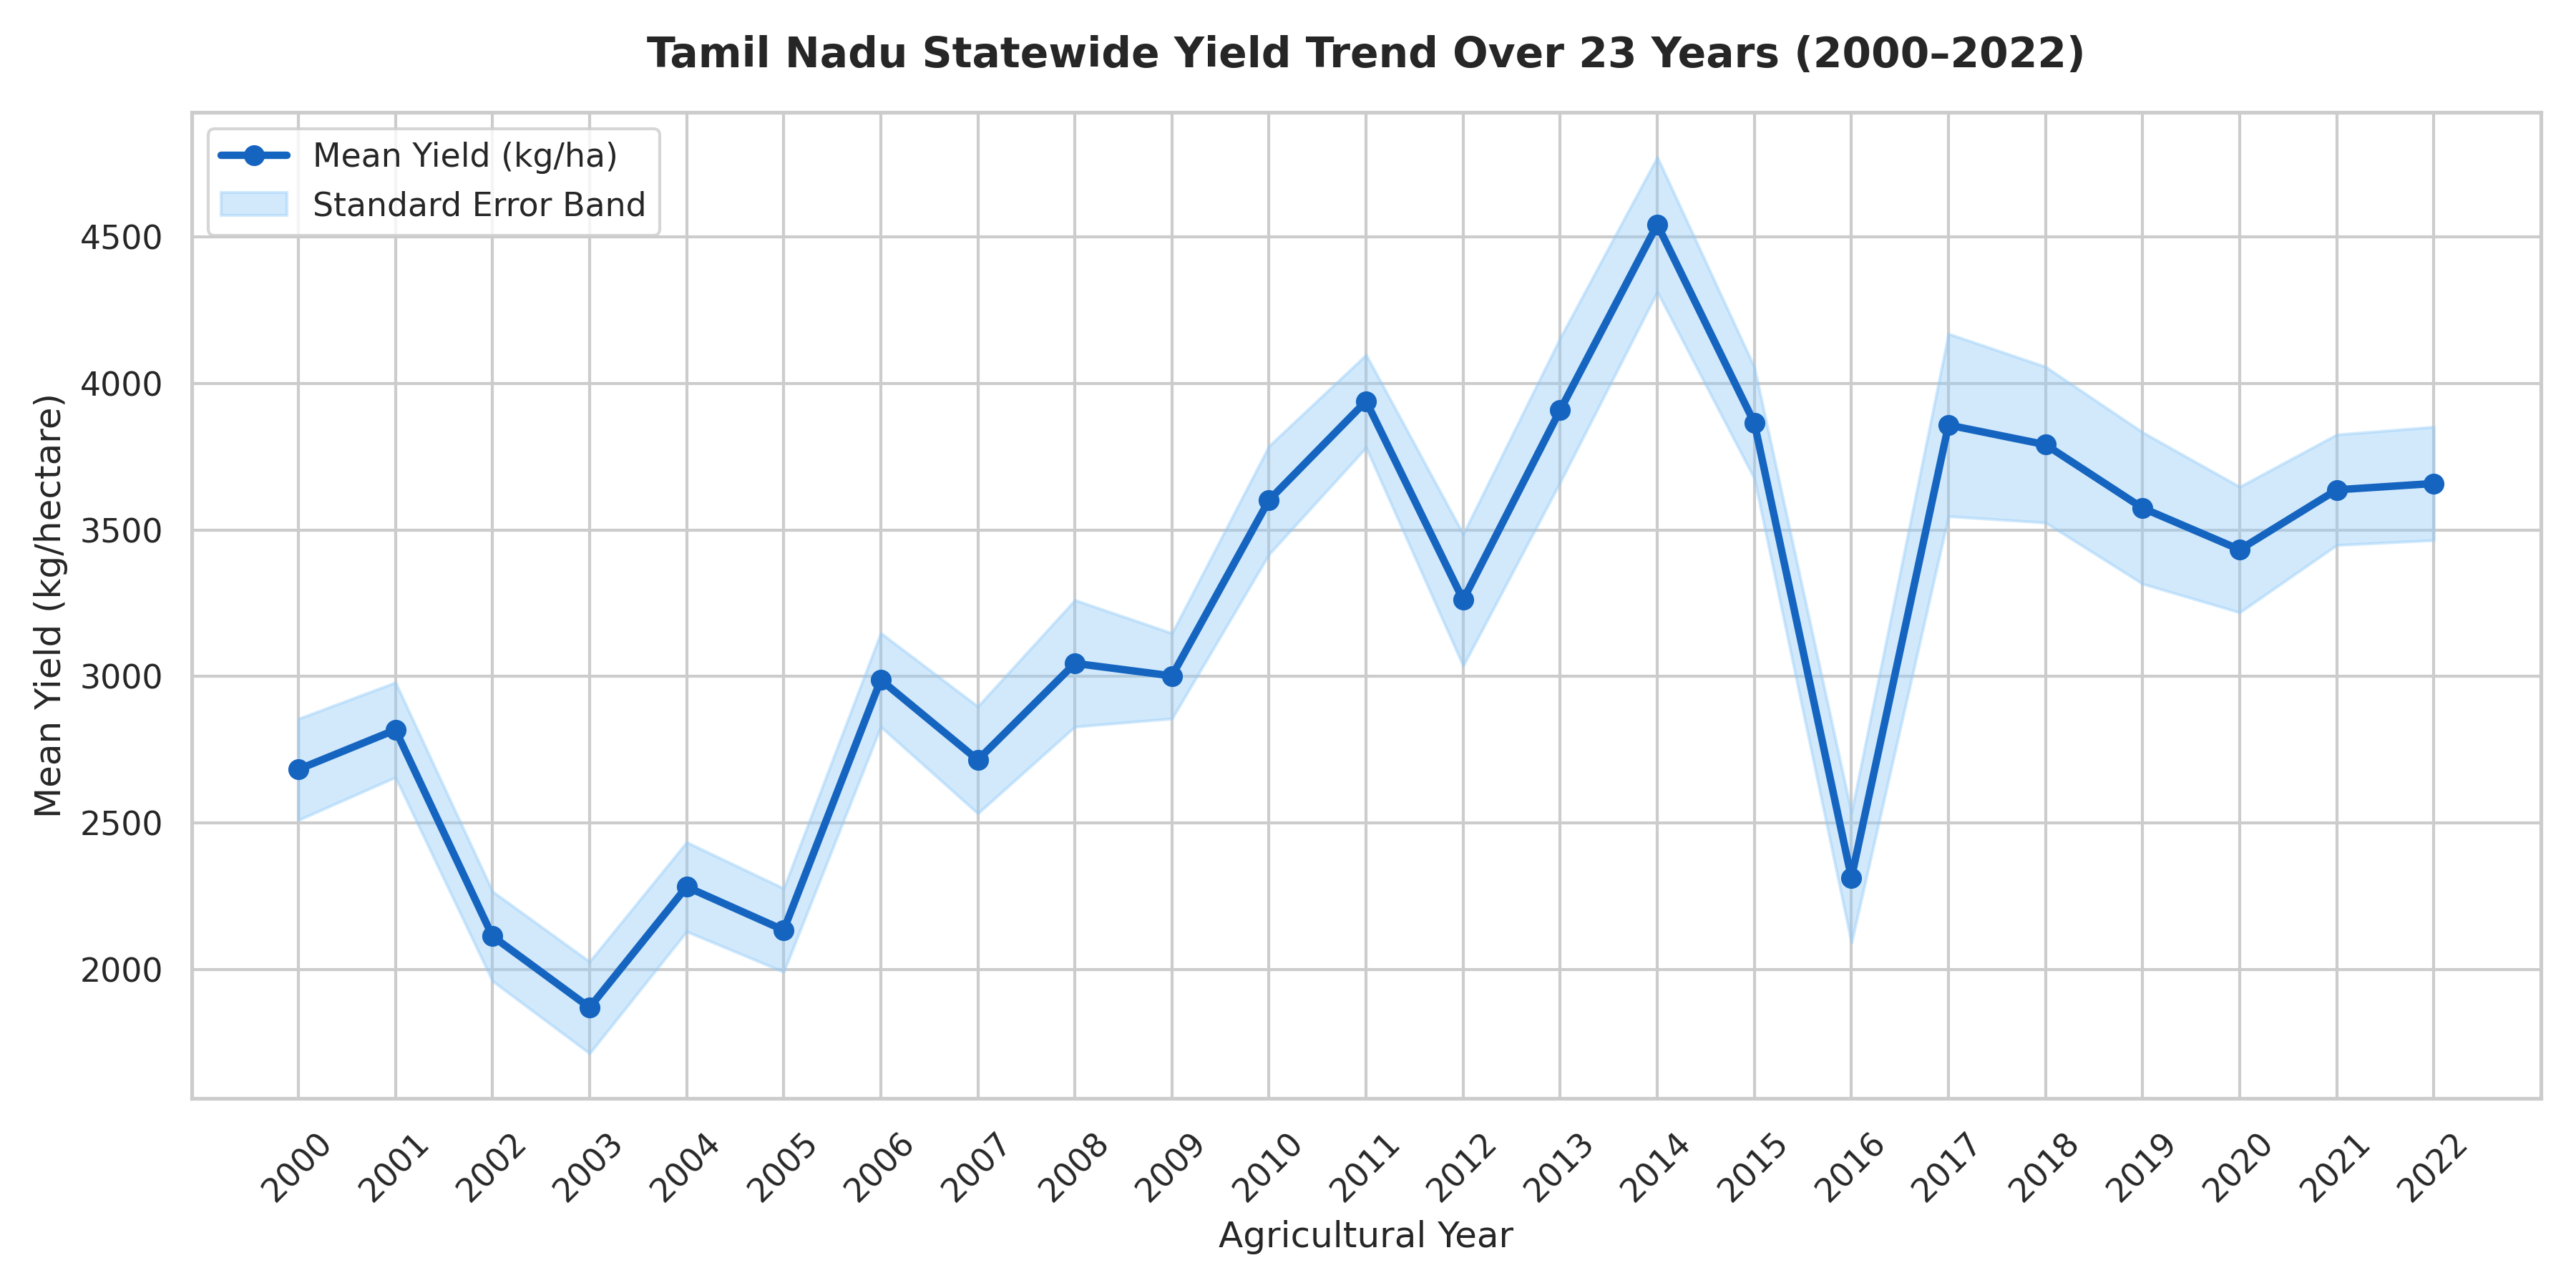 Tamil Nadu Statewide Yield Trend Over 23 Years (2000–2022)
Mean Yield (kg/ha)
Standard Error Band
Mean Yield (kg/hectare)
4500
4000
3500
3000
2500
2000
2000 2001 2002 2003 2004 2005 2006 2007 2008 2009 2010 2011 2012 2013 2014 2015 2016 2017 2018 2019 2020 2021 2022
Agricultural Year